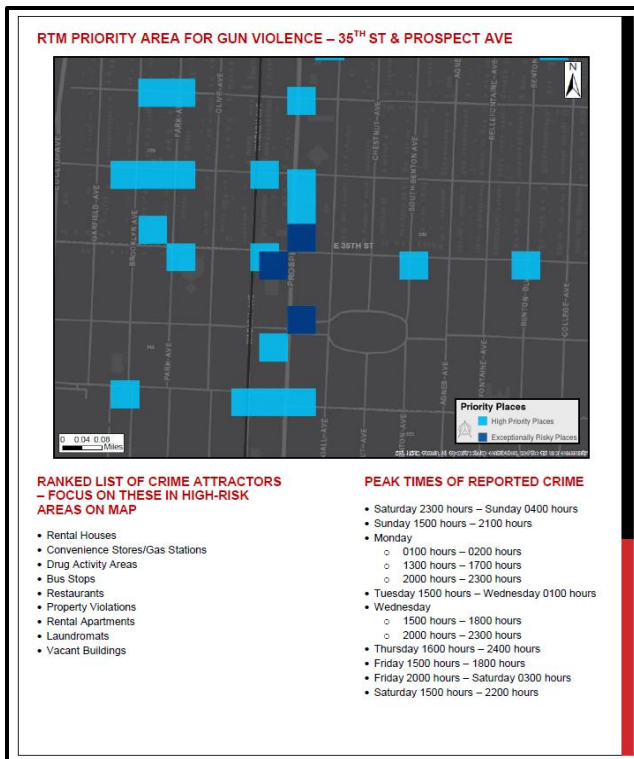 RTM PRIORITY AREA FOR GUN VIOLENCE – 35TH ST & PROSPECT AVE
N
OLIVE-AVE
PARK-AVE
CHESTNUT-AVE
SOUTH BENTON AVE
BELLEFONTAINE-AVE
BENTON
GARFIELD-AVE
BROOKLYN AVE
E 35TH ST
PROSPE
PARK-AVE
AGNES-AVE
COLLEGE-AVE
Priority Places
High Priority Places
Exceptionally Risky Places
0 0.04 0.08
Miles
RANKED LIST OF CRIME ATTRACTORS
– FOCUS ON THESE IN HIGH-RISK
AREAS ON MAP
• Rental Houses
• Convenience Stores/Gas Stations
• Drug Activity Areas
• Bus Stops
• Restaurants
• Property Violations
• Rental Apartments
• Laundromats
• Vacant Buildings
PEAK TIMES OF REPORTED CRIME
• Saturday 2300 hours – Sunday 0400 hours
• Sunday 1500 hours – 2100 hours
• Monday
o 0100 hours – 0200 hours
o 1300 hours – 1700 hours
o 2000 hours – 2300 hours
• Tuesday 1500 hours – Wednesday 0100 hours
• Wednesday
o 1500 hours – 1800 hours
o 2000 hours – 2300 hours
• Thursday 1600 hours – 2400 hours
• Friday 1500 hours – 1800 hours
• Friday 2000 hours – Saturday 0300 hours
• Saturday 1500 hours – 2200 hours